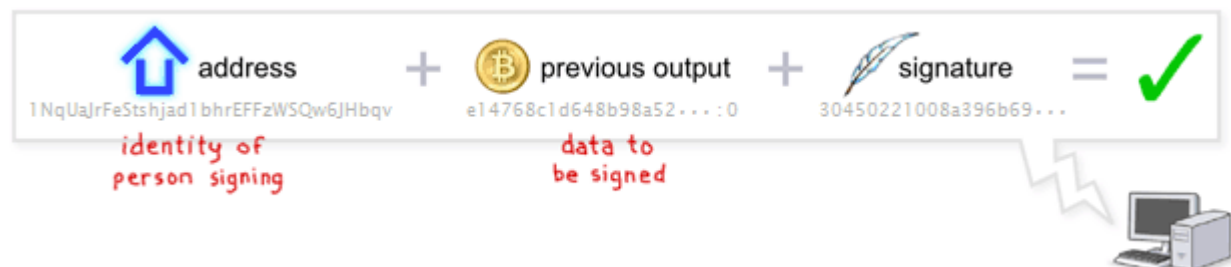 address + previous output + signature =
1NqUaJrFeStshjad1bhrEFFzWSQw6JHbqv e14768c1d648b98a52...:0 30450221008a396b69...
identity of person signing
data to be signed